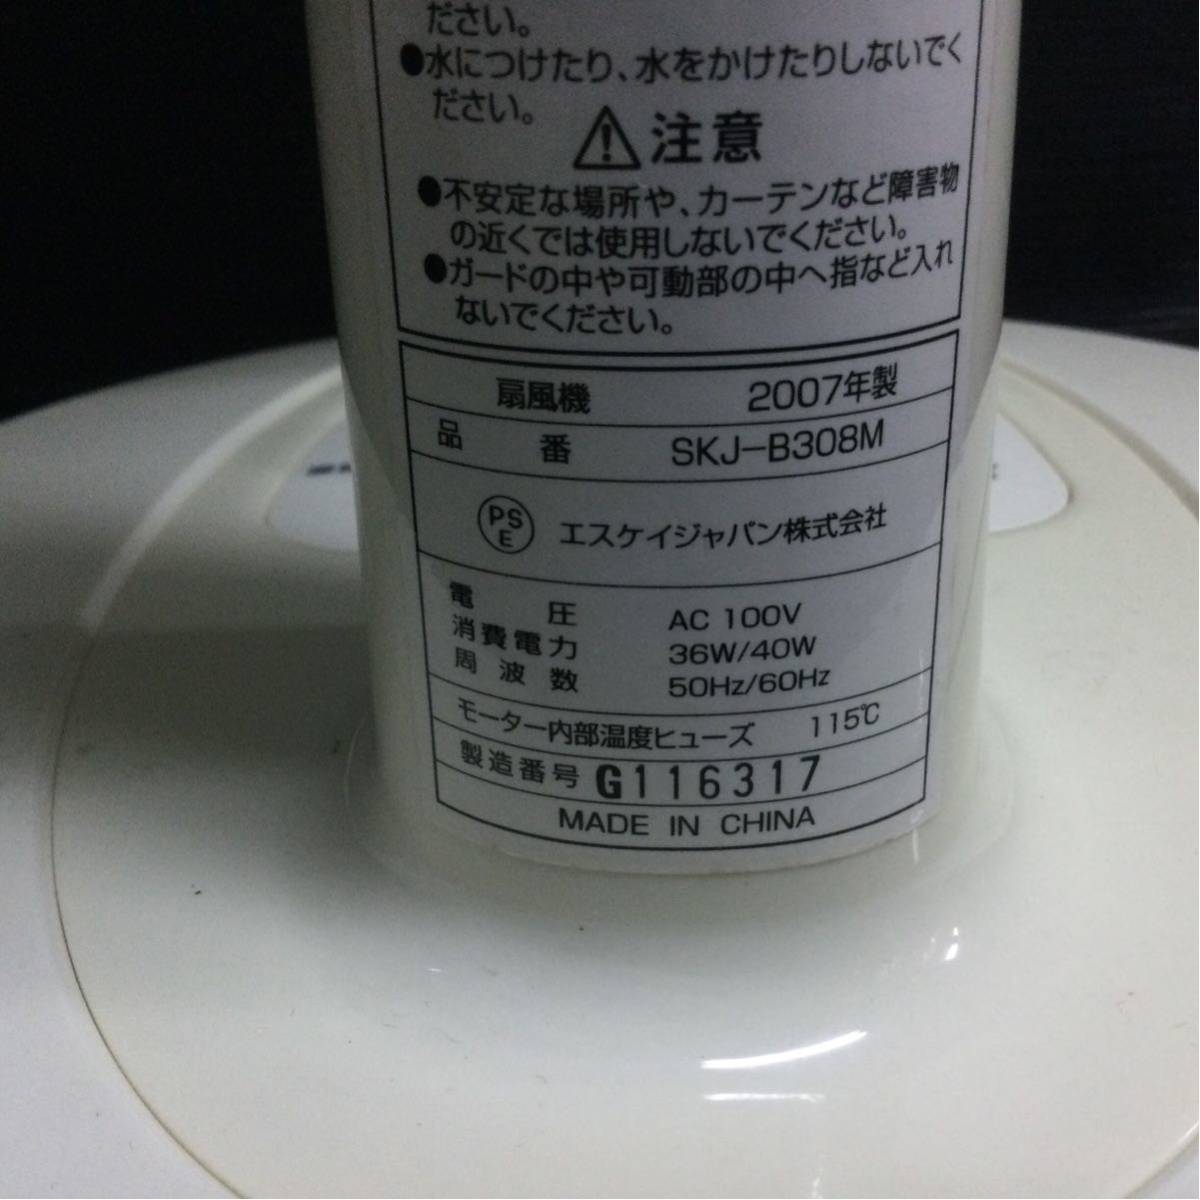 ださい。
●水につけたり、水をかけたりしないでく
ださい。
⚠注意
●不安定な場所や、カーテンなど障害物
の近くでは使用しないでください。
●ガードの中や可動部の中へ指など入れ
ないでください。
扇風機 2007年製
品番 SKJ-B308M
PSE エスケイジャパン株式会社
電圧 AC 100V
消費電力 36W/40W
周波数 50Hz/60Hz
モーター内部温度ヒューズ 115℃
製造番号 G116317
MADE IN CHINA